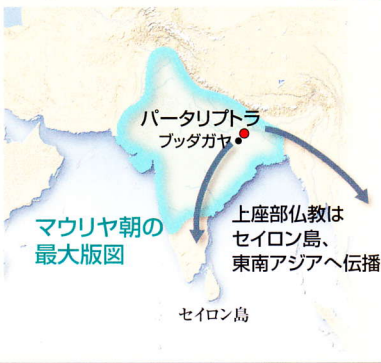 パータリプトラ
ブッダガヤ
マウリヤ朝の
最大版図
上座部仏教は
セイロン島、
東南アジアへ伝播
セイロン島